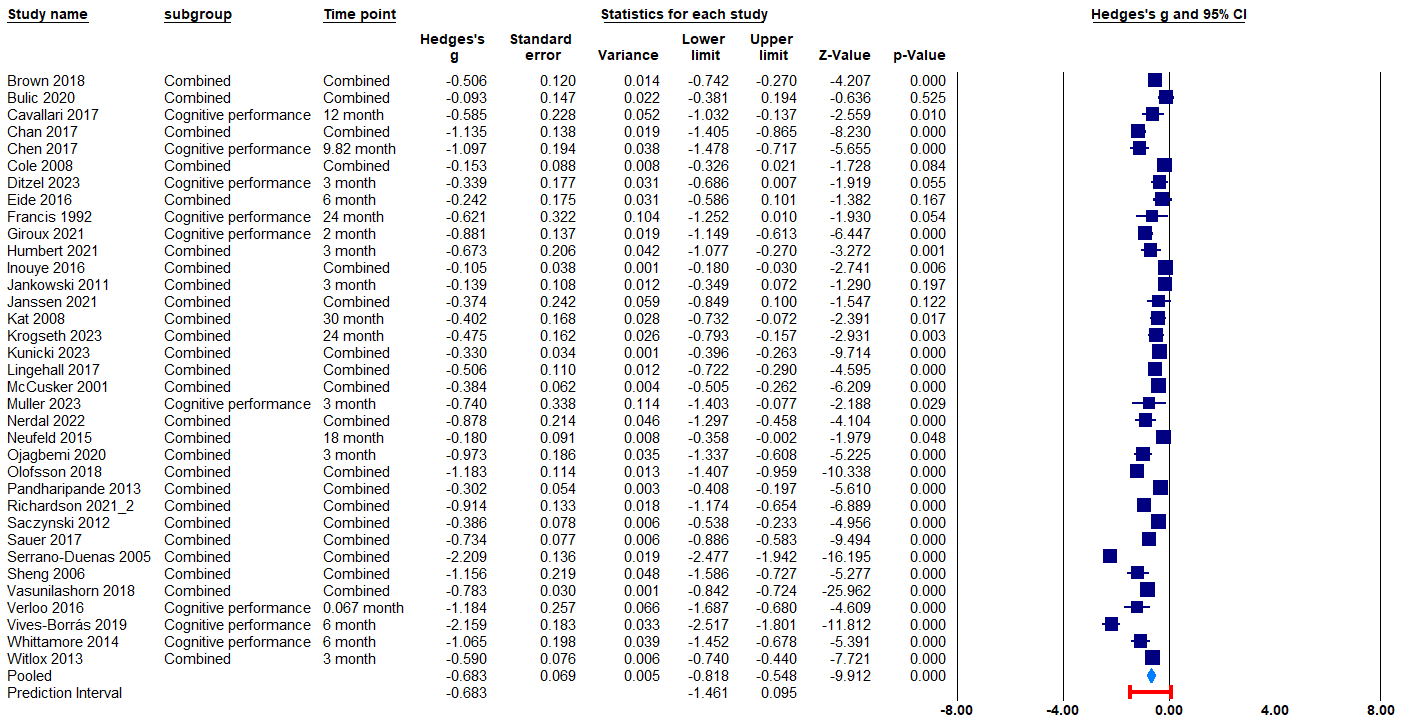 Study name subgroup Time point Statistics for each study Hedges's g and 95% CI
Hedges's Standard Lower Upper
g error Variance limit limit Z-Value p-Value
Brown 2018 Combined Combined -0.506 0.120 0.014 -0.742 -0.270 -4.207 0.000
Bulic 2020 Combined Combined -0.093 0.147 0.022 -0.381 0.194 -0.636 0.525
Cavallari 2017 Cognitive performance 12 month -0.585 0.228 0.052 -1.032 -0.137 -2.559 0.010
Chan 2017 Combined Combined -1.135 0.138 0.019 -1.405 -0.865 -8.230 0.000
Chen 2017 Cognitive performance 9.82 month -1.097 0.194 0.038 -1.478 -0.717 -5.655 0.000
Cole 2008 Combined Combined -0.153 0.088 0.008 -0.326 0.021 -1.728 0.084
Ditzel 2023 Cognitive performance 3 month -0.339 0.177 0.031 -0.686 0.007 -1.919 0.055
Eide 2016 Combined 6 month -0.242 0.175 0.031 -0.586 0.101 -1.382 0.167
Francis 1992 Cognitive performance 24 month -0.621 0.322 0.104 -1.252 0.010 -1.930 0.054
Giroux 2021 Cognitive performance 2 month -0.881 0.137 0.019 -1.149 -0.613 -6.447 0.000
Humbert 2021 Combined 3 month -0.673 0.206 0.042 -1.077 -0.270 -3.272 0.001
Inouye 2016 Combined Combined -0.105 0.038 0.001 -0.180 -0.030 -2.741 0.006
Jankowski 2011 Combined 3 month -0.139 0.108 0.012 -0.349 0.072 -1.290 0.197
Janssen 2021 Combined Combined -0.374 0.242 0.059 -0.849 0.100 -1.547 0.122
Kat 2008 Combined 30 month -0.402 0.168 0.028 -0.732 -0.072 -2.391 0.017
Krogseth 2023 Combined 24 month -0.475 0.162 0.026 -0.793 -0.157 -2.931 0.003
Kunicki 2023 Combined Combined -0.330 0.034 0.001 -0.396 -0.263 -9.714 0.000
Lingehall 2017 Combined Combined -0.506 0.110 0.012 -0.722 -0.290 -4.595 0.000
McCusker 2001 Combined Combined -0.384 0.062 0.004 -0.505 -0.262 -6.209 0.000
Muller 2023 Cognitive performance 3 month -0.740 0.338 0.114 -1.403 -0.077 -2.188 0.029
Nerdal 2022 Combined Combined -0.878 0.214 0.046 -1.297 -0.458 -4.104 0.000
Neufeld 2015 Combined 18 month -0.180 0.091 0.008 -0.358 -0.002 -1.979 0.048
Ojagbemi 2020 Combined 3 month -0.973 0.186 0.035 -1.337 -0.608 -5.225 0.000
Olofsson 2018 Combined Combined -1.183 0.114 0.013 -1.407 -0.959 -10.338 0.000
Pandharipande 2013 Combined Combined -0.302 0.054 0.003 -0.408 -0.197 -5.610 0.000
Richardson 2021_2 Combined Combined -0.914 0.133 0.018 -1.174 -0.654 -6.889 0.000
Saczynski 2012 Combined Combined -0.386 0.078 0.006 -0.538 -0.233 -4.956 0.000
Sauer 2017 Combined Combined -0.734 0.077 0.006 -0.886 -0.583 -9.494 0.000
Serrano-Duenas 2005 Combined Combined -2.209 0.136 0.019 -2.477 -1.942 -16.195 0.000
Sheng 2006 Combined Combined -1.156 0.219 0.048 -1.586 -0.727 -5.277 0.000
Vasunilashorn 2018 Combined Combined -0.783 0.030 0.001 -0.842 -0.724 -25.962 0.000
Verloo 2016 Cognitive performance 0.067 month -1.184 0.257 0.066 -1.687 -0.680 -4.609 0.000
Vives-Borrás 2019 Cognitive performance 6 month -2.159 0.183 0.033 -2.517 -1.801 -11.812 0.000
Whittamore 2014 Cognitive performance 6 month -1.065 0.198 0.039 -1.452 -0.678 -5.391 0.000
Witlox 2013 Combined 3 month -0.590 0.076 0.006 -0.740 -0.440 -7.721 0.000
Pooled -0.683 0.069 0.005 -0.818 -0.548 -9.912 0.000
Prediction Interval -0.683 -1.461 0.095
-8.00 -4.00 0.00 4.00 8.00